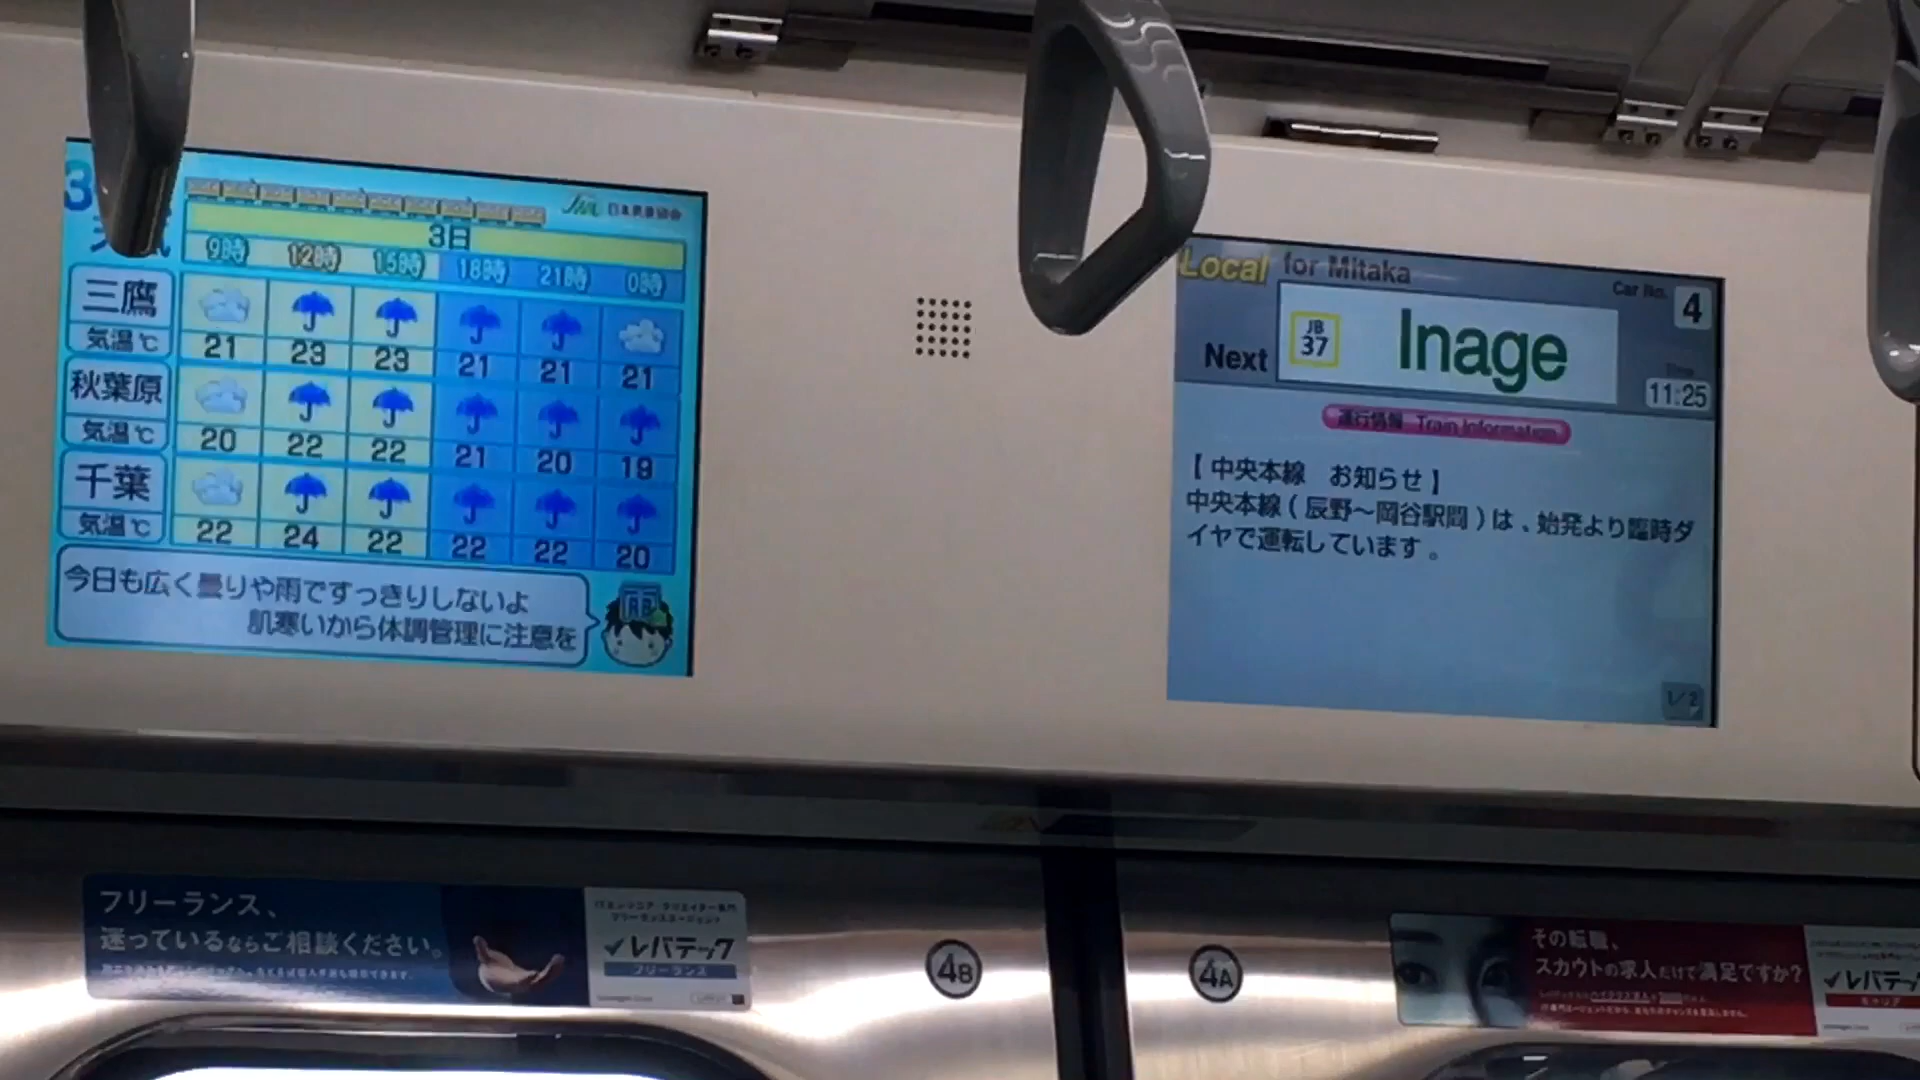 3日
9時 12時 15時 18時 21時 0時
三鷹
気温℃ 21 23 23 21 21 21
秋葉原
気温℃ 20 22 22 21 20 19
千葉
気温℃ 22 24 22 22 22 20
今日も広く曇りや雨ですっきりしないよ
肌寒いから体調管理に注意を
雨
Local for Mitaka
Car No. 4
Next JB 37 Inage
11:25
運行情報 Train Information
【 中央本線 お知らせ 】
中央本線 ( 辰野～岡谷駅間 ) は 、始発より臨時ダ
イヤで運転しています 。
1/2
フリーランス、
迷っているならご相談ください。
レバテック
フリーランス
4B
4A
その転職、
スカウトの求人だけで満足ですか?
レバテッ
キャリア